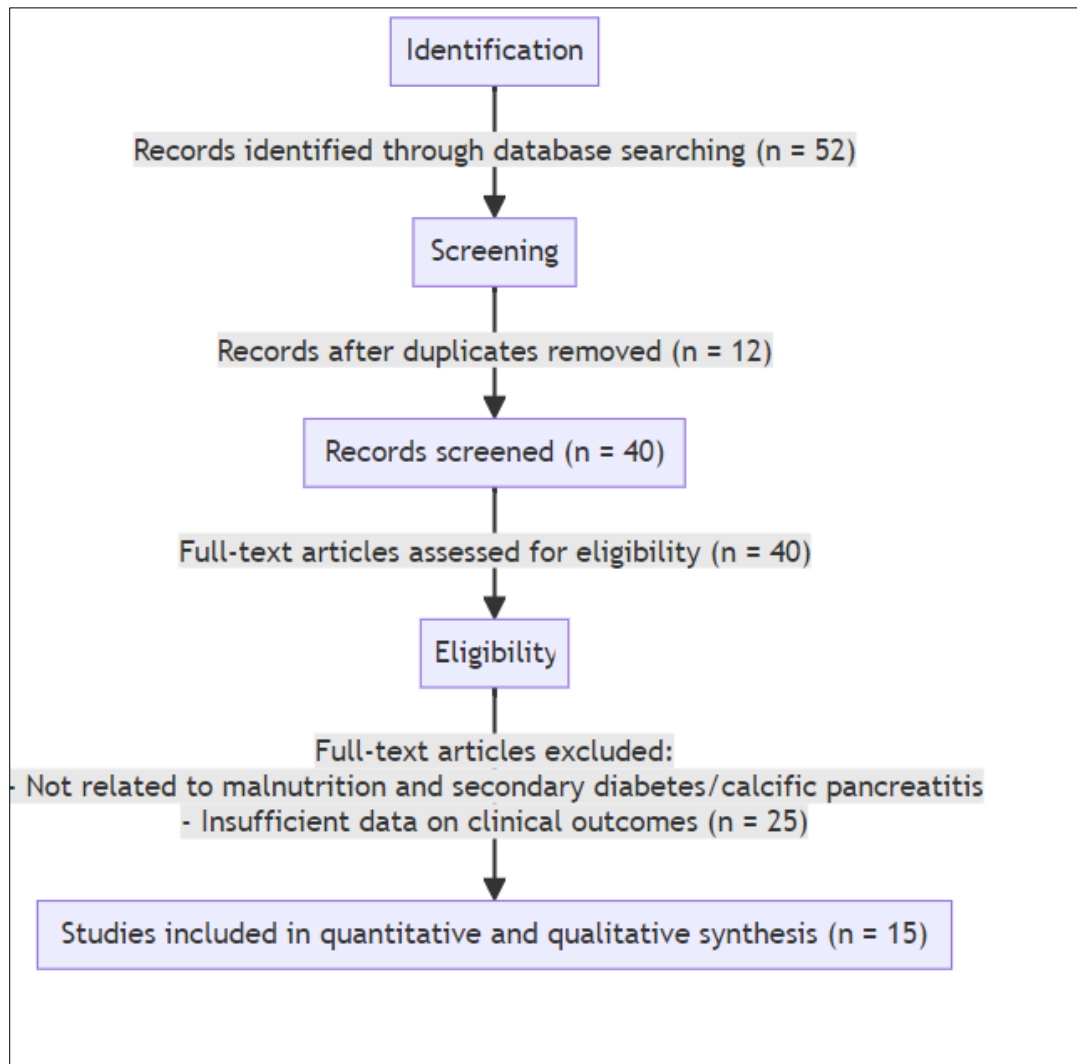 Identification
Records identified through database searching (n = 52)
Screening
Records after duplicates removed (n = 12)
Records screened (n = 40)
Full-text articles assessed for eligibility (n = 40)
Eligibility
Full-text articles excluded:
- Not related to malnutrition and secondary diabetes/calcific pancreatitis
- Insufficient data on clinical outcomes (n = 25)
Studies included in quantitative and qualitative synthesis (n = 15)